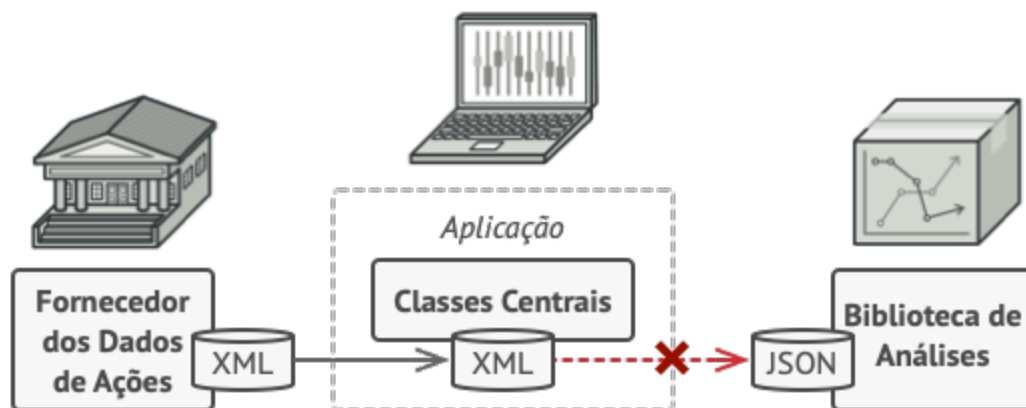 Aplicação
Fornecedor
dos Dados
de Ações
XML
Classes Centrais
XML
JSON
Biblioteca de
Análises